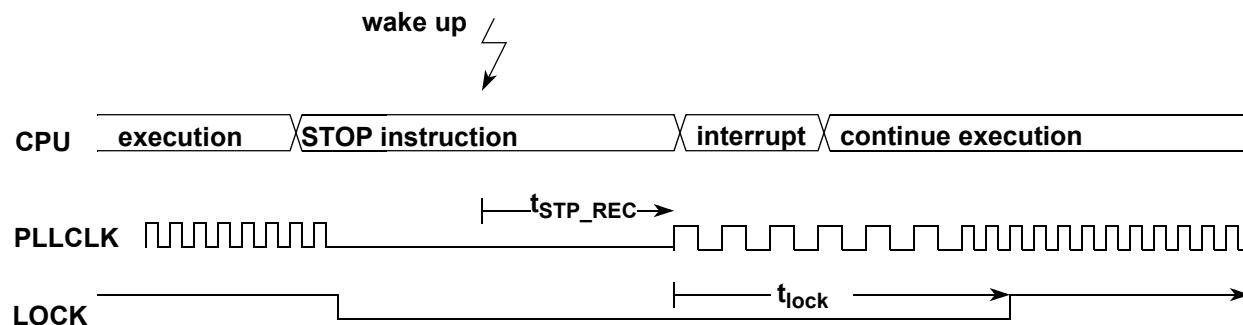 wake up
CPU execution STOP instruction interrupt continue execution
tSTP_REC
PLLCLK
tlock
LOCK